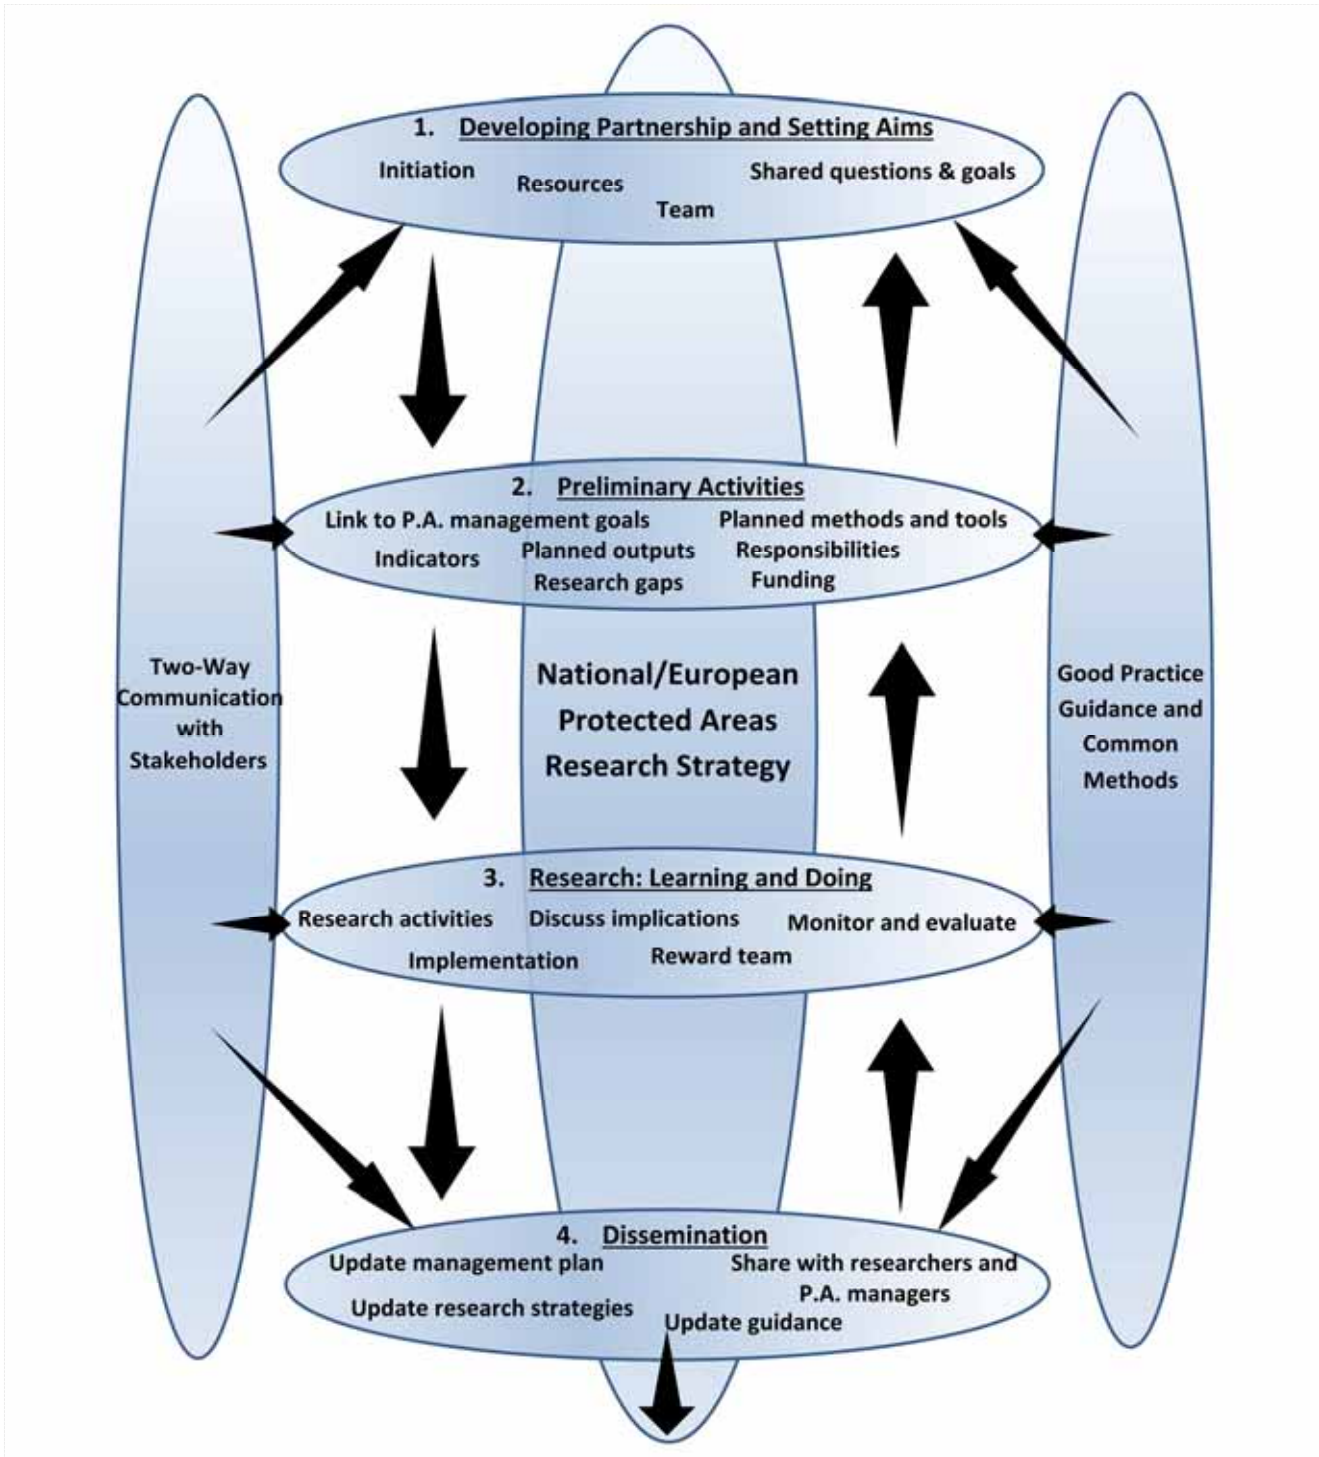 1. Developing Partnership and Setting Aims
Initiation
Resources
Shared questions & goals
Team
2. Preliminary Activities
Link to P.A. management goals
Planned methods and tools
Indicators
Planned outputs
Responsibilities
Research gaps
Funding
Two-Way
Communication
with
Stakeholders
National/European
Protected Areas
Research Strategy
Good Practice
Guidance and
Common
Methods
3. Research: Learning and Doing
Research activities
Discuss implications
Monitor and evaluate
Implementation
Reward team
4. Dissemination
Update management plan
Share with researchers and
P.A. managers
Update research strategies
Update guidance